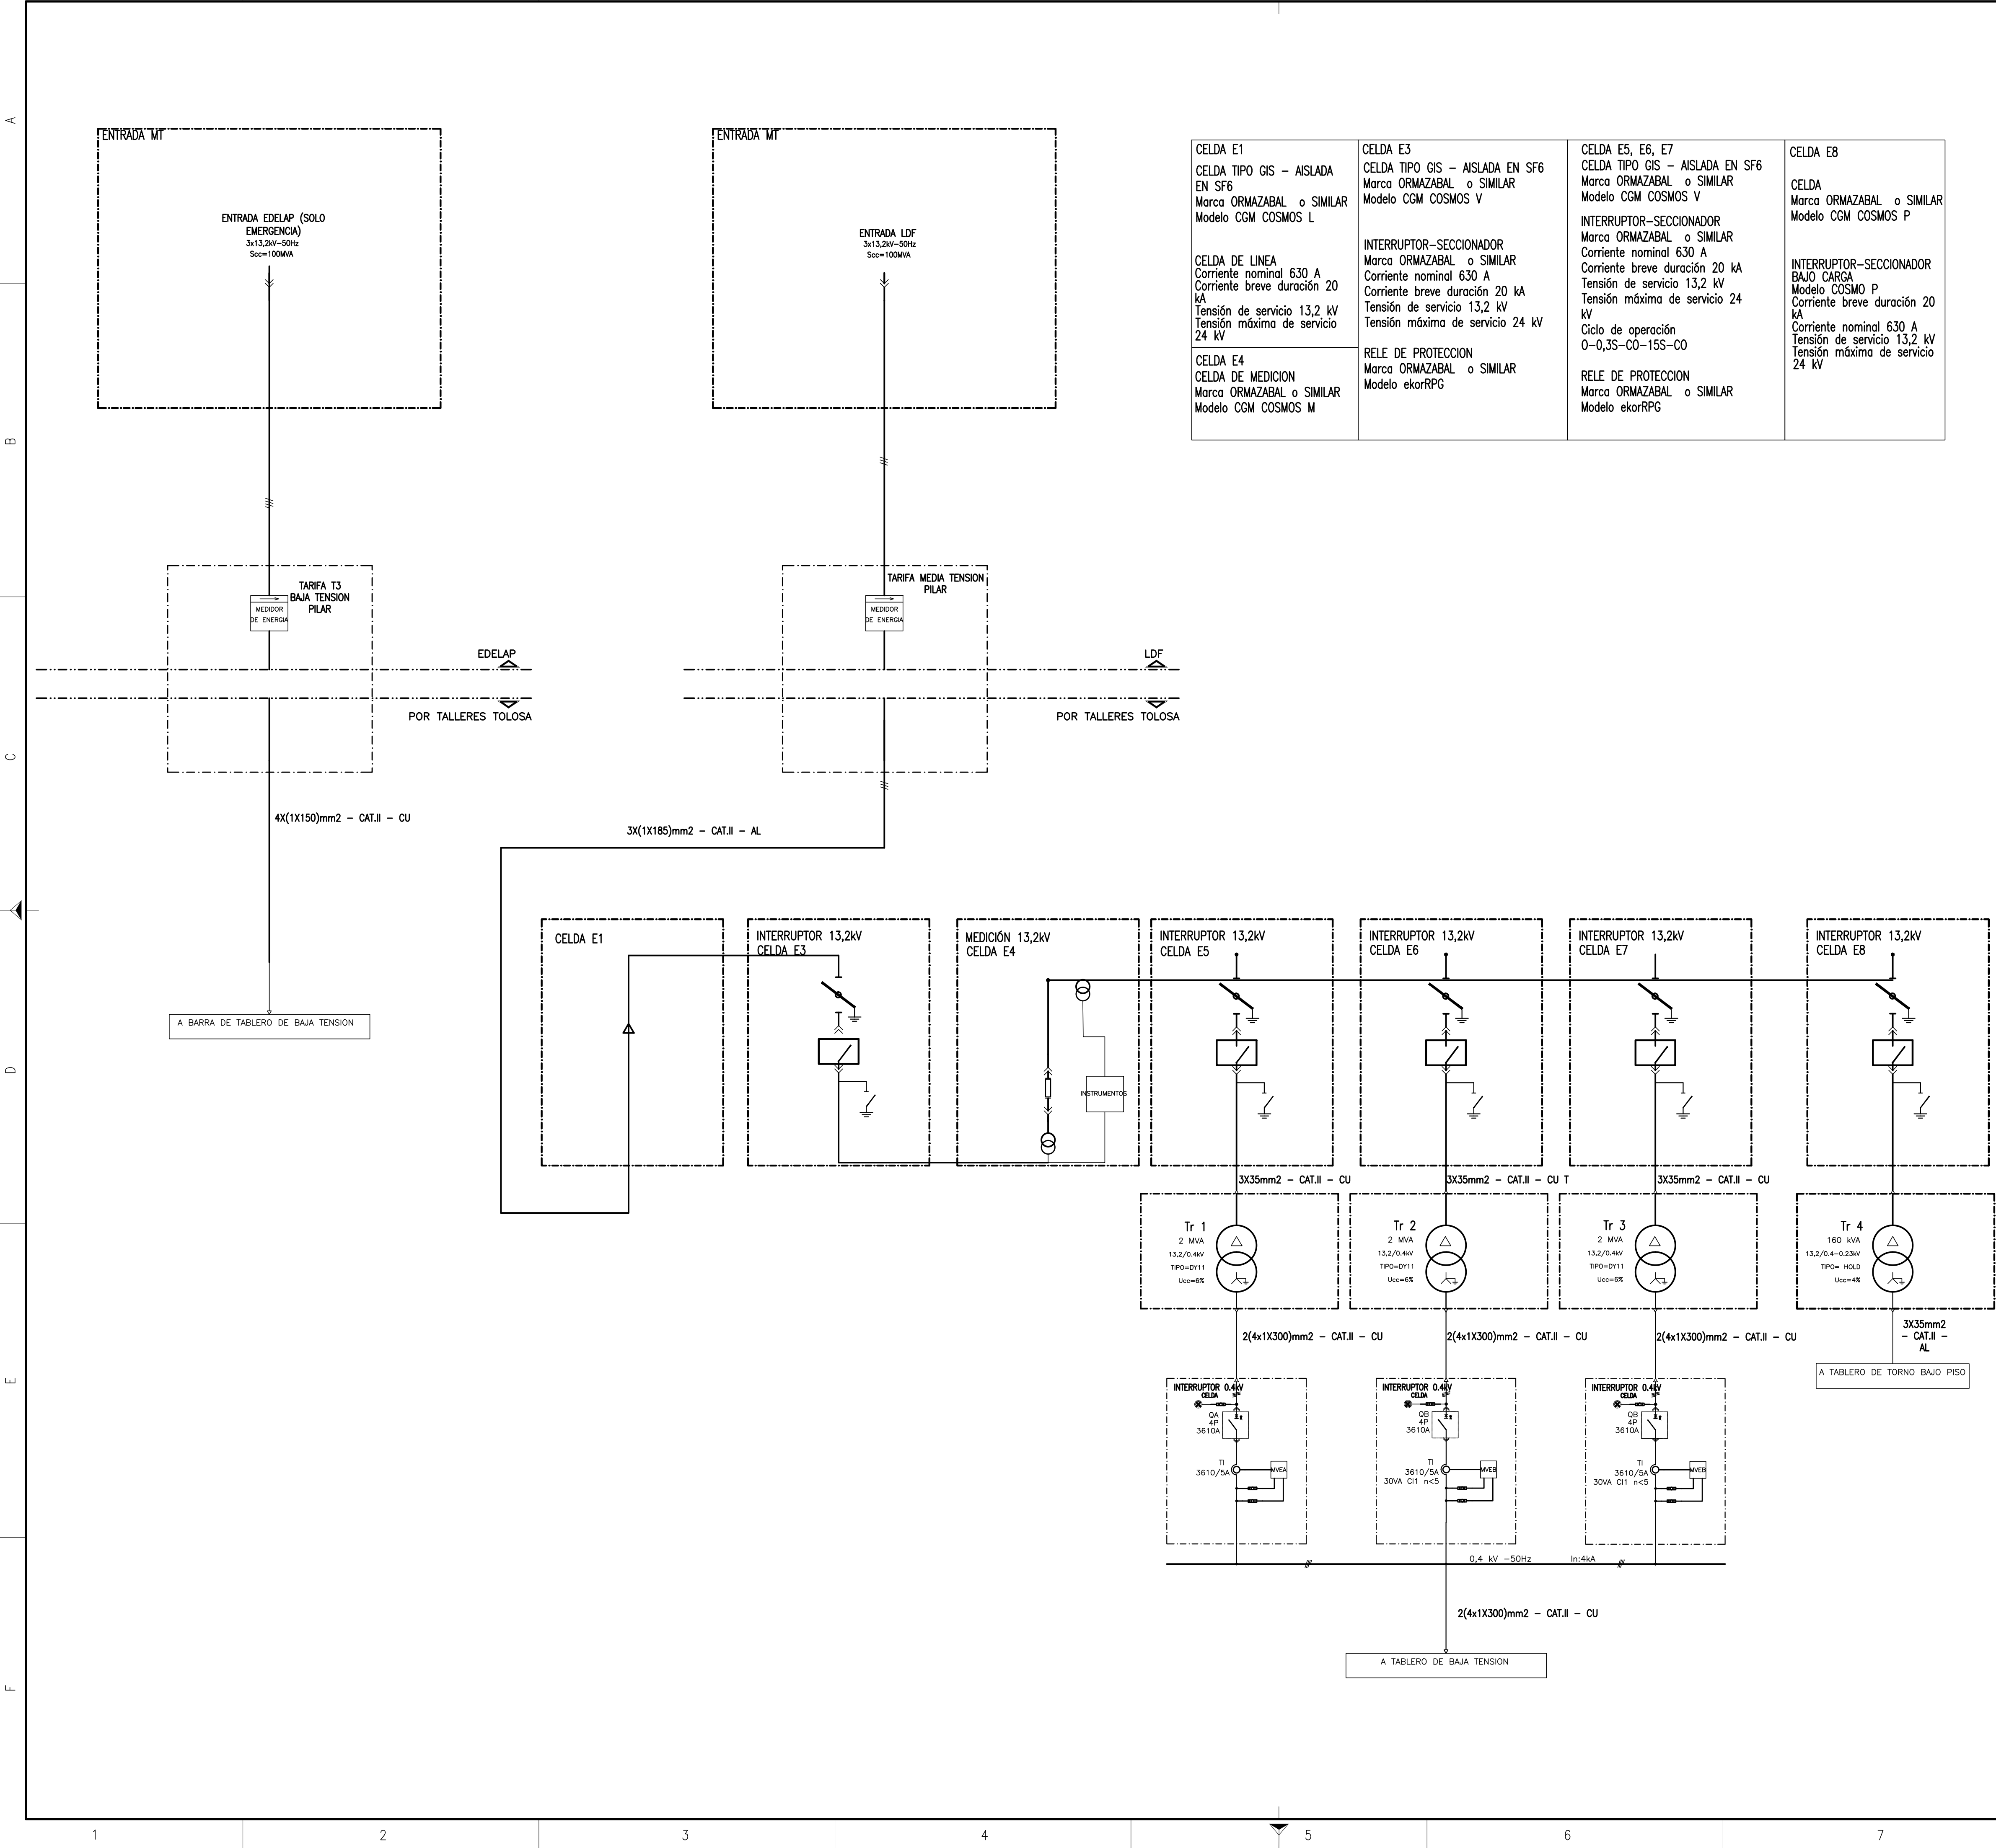 ENTRADA MT
ENTRADA EDELAP (SOLO
EMERGENCIA)
3x13,2kV-50Hz
Scc=100MVA
ENTRADA MT
ENTRADA LDF
3x13,2kV-50Hz
Scc=100MVA
CELDA E1
CELDA TIPO GIS - AISLADA
EN SF6
Marca ORMAZABAL o SIMILAR
Modelo CGM COSMOS L
CELDA DE LINEA
Corriente nominal 630 A
Corriente breve duración 20
kA
Tensión de servicio 13,2 kV
Tensión máxima de servicio
24 kV
CELDA E4
CELDA DE MEDICION
Marca ORMAZABAL o SIMILAR
Modelo CGM COSMOS M
CELDA E3
CELDA TIPO GIS - AISLADA EN SF6
Marca ORMAZABAL o SIMILAR
Modelo CGM COSMOS V
INTERRUPTOR-SECCIONADOR
Marca ORMAZABAL o SIMILAR
Corriente nominal 630 A
Corriente breve duración 20 kA
Tensión de servicio 13,2 kV
Tensión máxima de servicio 24 kV
RELE DE PROTECCION
Marca ORMAZABAL o SIMILAR
Modelo ekorRPG
CELDA E5, E6, E7
CELDA TIPO GIS - AISLADA EN SF6
Marca ORMAZABAL o SIMILAR
Modelo CGM COSMOS V
INTERRUPTOR-SECCIONADOR
Marca ORMAZABAL o SIMILAR
Corriente nominal 630 A
Corriente breve duración 20 kA
Tensión de servicio 13,2 kV
Tensión máxima de servicio 24
kV
Ciclo de operación
O-0,3S-CO-15S-CO
RELE DE PROTECCION
Marca ORMAZABAL o SIMILAR
Modelo ekorRPG
CELDA E8
CELDA
Marca ORMAZABAL o SIMILAR
Modelo CGM COSMOS P
INTERRUPTOR-SECCIONADOR
BAJO CARGA
Modelo COSMO P
Corriente breve duración 20
kA
Corriente nominal 630 A
Tensión de servicio 13,2 kV
Tensión máxima de servicio
24 kV
TARIFA T3
BAJA TENSION
PILAR
MEDIDOR
DE ENERGIA
EDELAP
POR TALLERES TOLOSA
TARIFA MEDIA TENSION
PILAR
MEDIDOR
DE ENERGIA
LDF
POR TALLERES TOLOSA
4X(1X150)mm2 - CAT.II - CU
3X(1X185)mm2 - CAT.II - AL
A BARRA DE TABLERO DE BAJA TENSION
CELDA E1
INTERRUPTOR 13,2kV
CELDA E3
MEDICIÓN 13,2kV
CELDA E4
INSTRUMENTOS
INTERRUPTOR 13,2kV
CELDA E5
INTERRUPTOR 13,2kV
CELDA E6
INTERRUPTOR 13,2kV
CELDA E7
INTERRUPTOR 13,2kV
CELDA E8
3X35mm2 - CAT.II - CU
3X35mm2 - CAT.II - CU T
3X35mm2 - CAT.II - CU
Tr 1
2 MVA
13,2/0.4kV
TIPO=DY11
Ucc=6%
Tr 2
2 MVA
13,2/0.4kV
TIPO=DY11
Ucc=6%
Tr 3
2 MVA
13,2/0.4kV
TIPO=DY11
Ucc=6%
Tr 4
160 kVA
13,2/0.4-0.23kV
TIPO= HOLD
Ucc=4%
2(4x1X300)mm2 - CAT.II - CU
2(4x1X300)mm2 - CAT.II - CU
2(4x1X300)mm2 - CAT.II - CU
3X35mm2
- CAT.II -
AL
A TABLERO DE TORNO BAJO PISO
INTERRUPTOR 0.4kV
CELDA
QA
4P
3610A
TI
3610/5A
MVEA
INTERRUPTOR 0.4kV
CELDA
QB
4P
3610A
TI
3610/5A
30VA Cl1 n<5
MVEB
INTERRUPTOR 0.4kV
CELDA
QB
4P
3610A
TI
3610/5A
30VA Cl1 n<5
MVEB
0,4 kV -50Hz In:4kA
2(4x1X300)mm2 - CAT.II - CU
A TABLERO DE BAJA TENSION
A
B
C
D
E
F
1 2 3 4 5 6 7